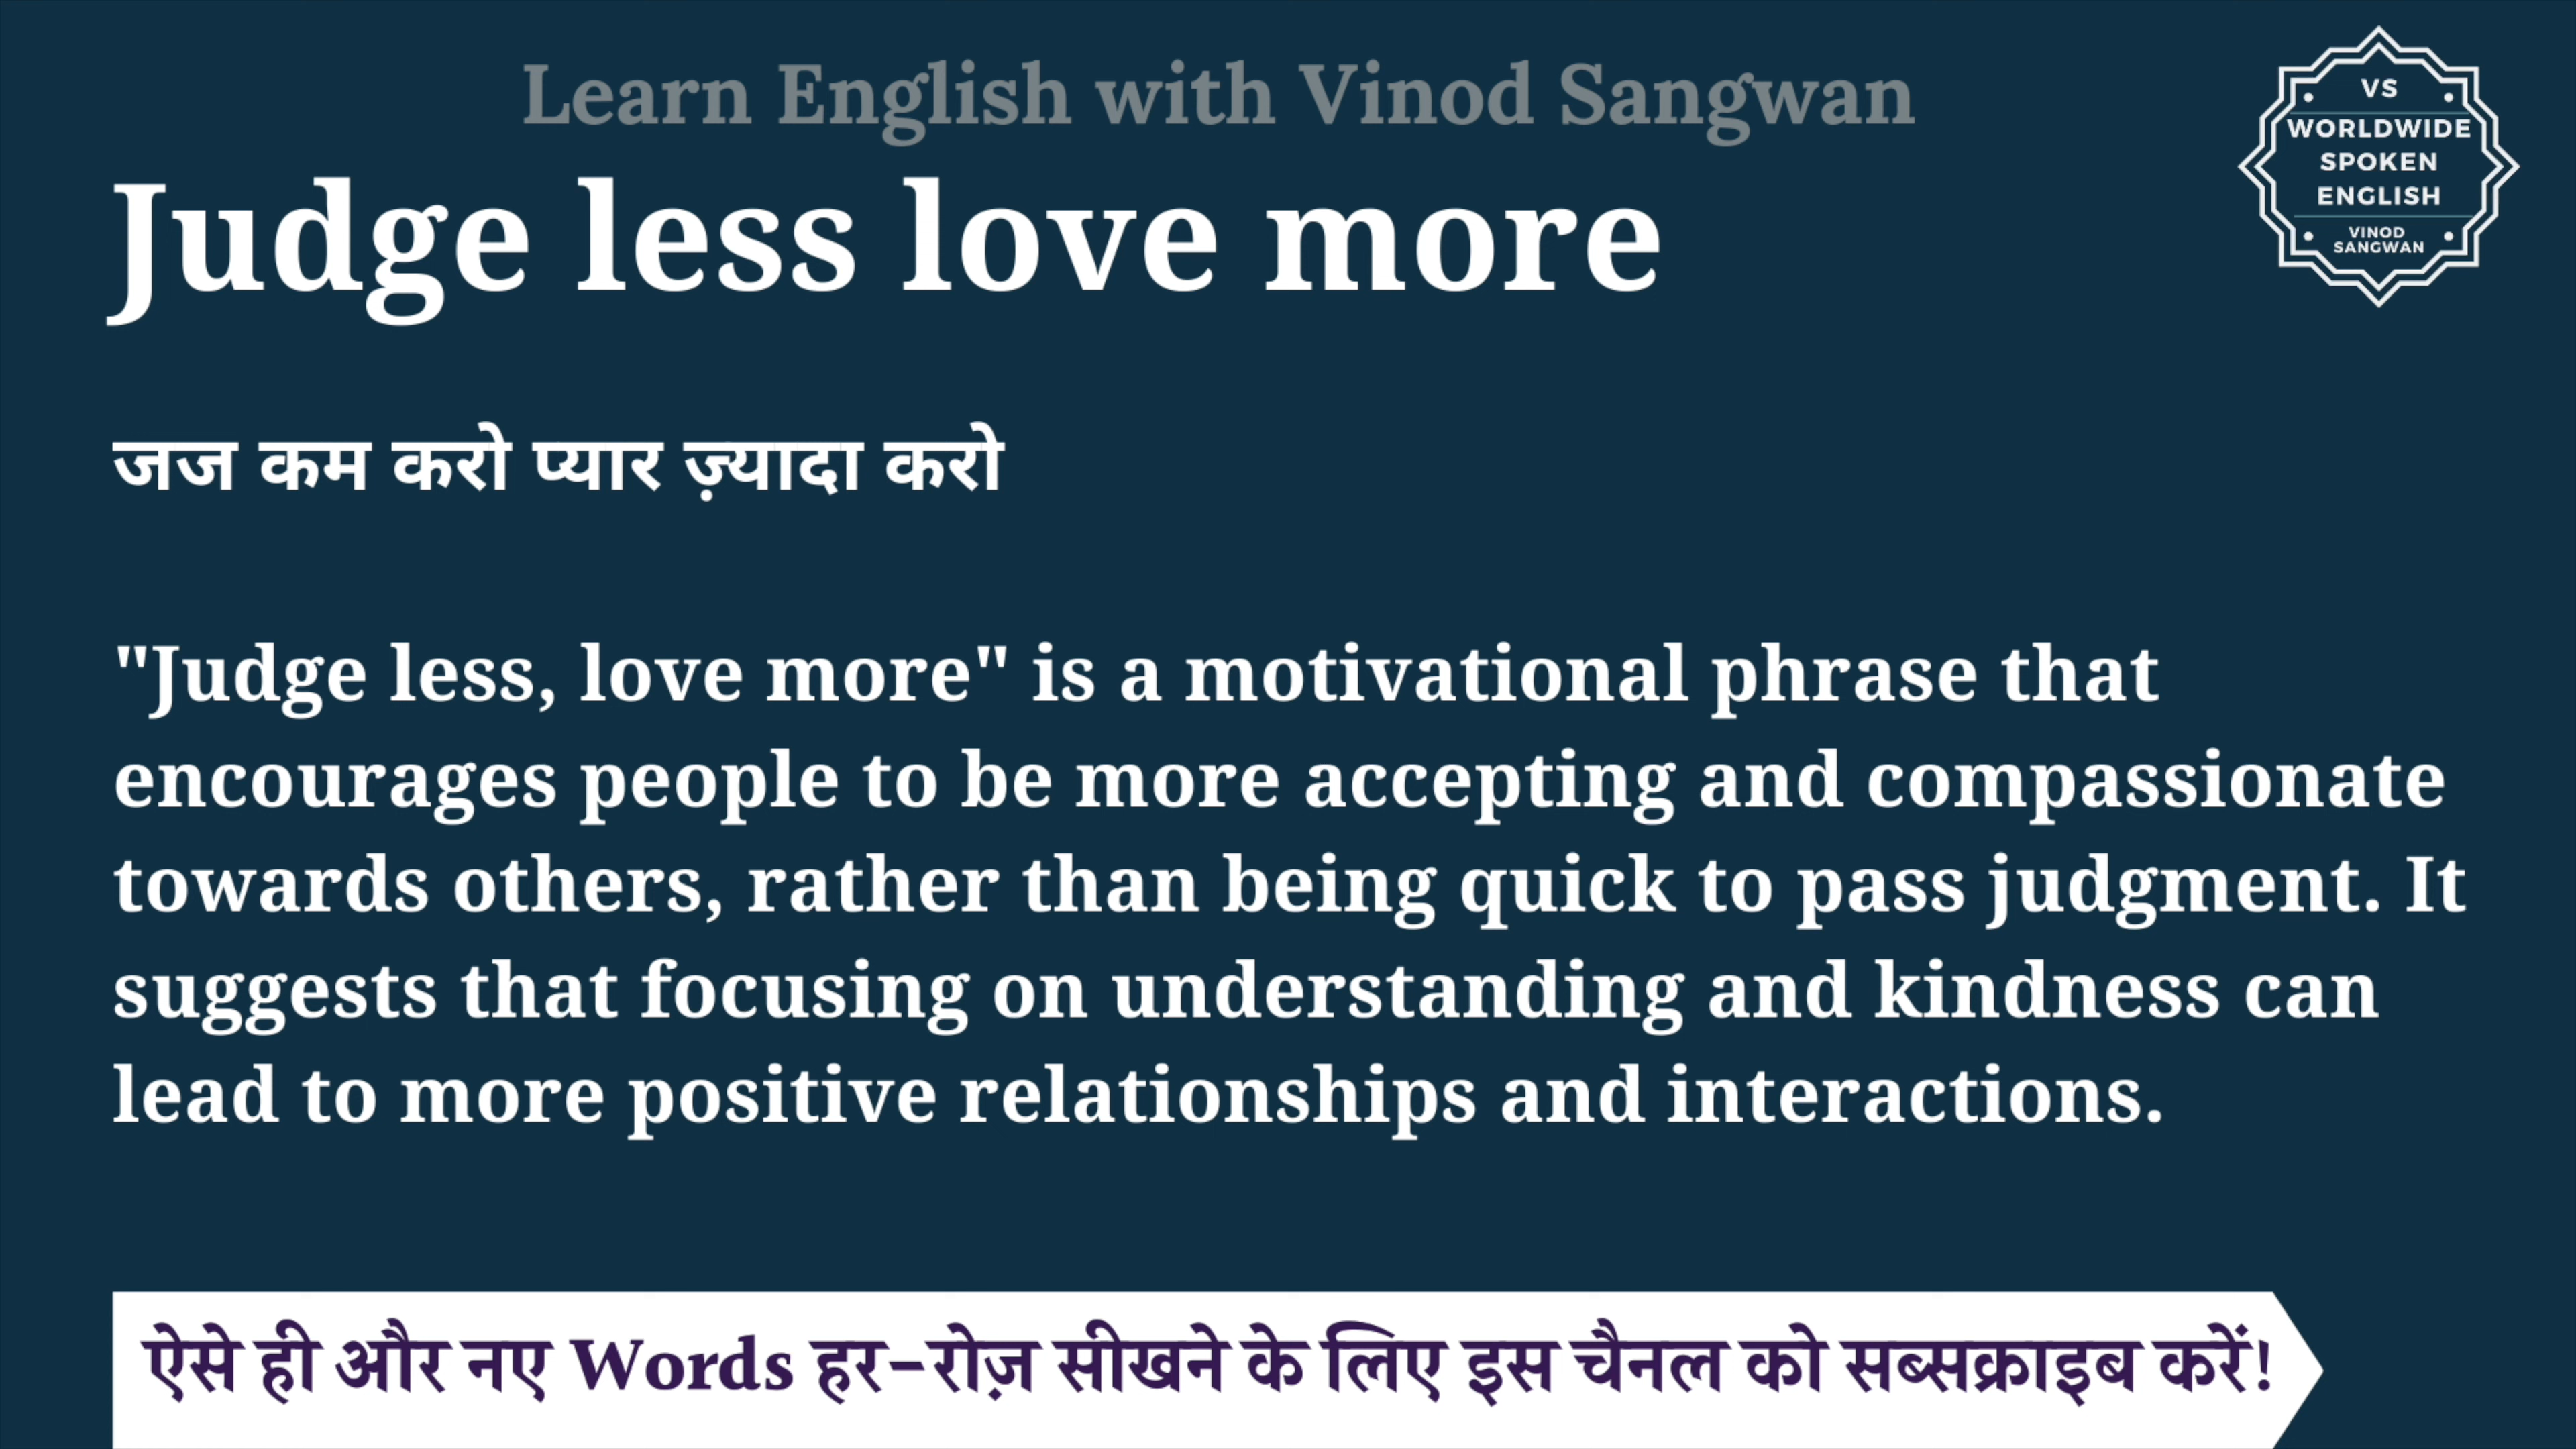 Learn English with Vinod Sangwan
VS
WORLDWIDE
SPOKEN
ENGLISH
VINOD
SANGWAN
Judge less love more
जज कम करो प्यार ज़्यादा करो
"Judge less, love more" is a motivational phrase that
encourages people to be more accepting and compassionate
towards others, rather than being quick to pass judgment. It
suggests that focusing on understanding and kindness can
lead to more positive relationships and interactions.
ऐसे ही और नए Words हर-रोज़ सीखने के लिए इस चैनल को सब्सक्राइब करें!